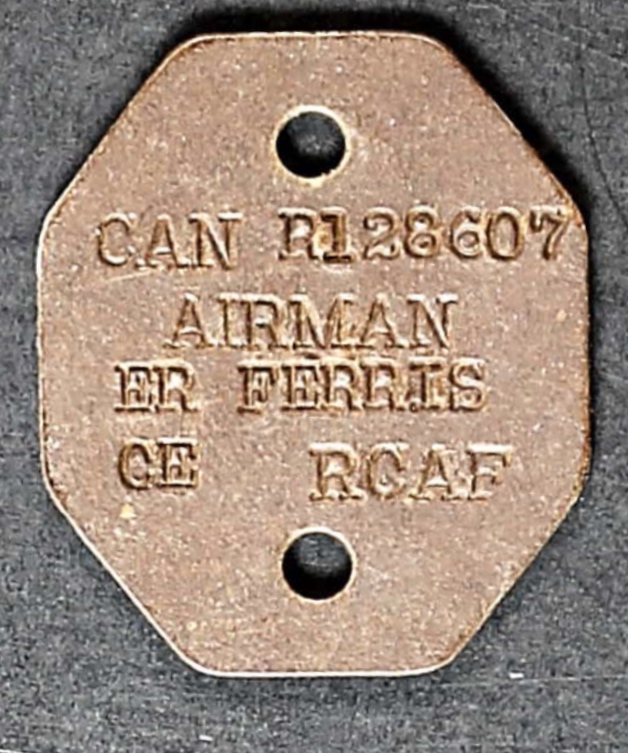 CAN R128607
AIRMAN
ER FERRIS
CE RCAF